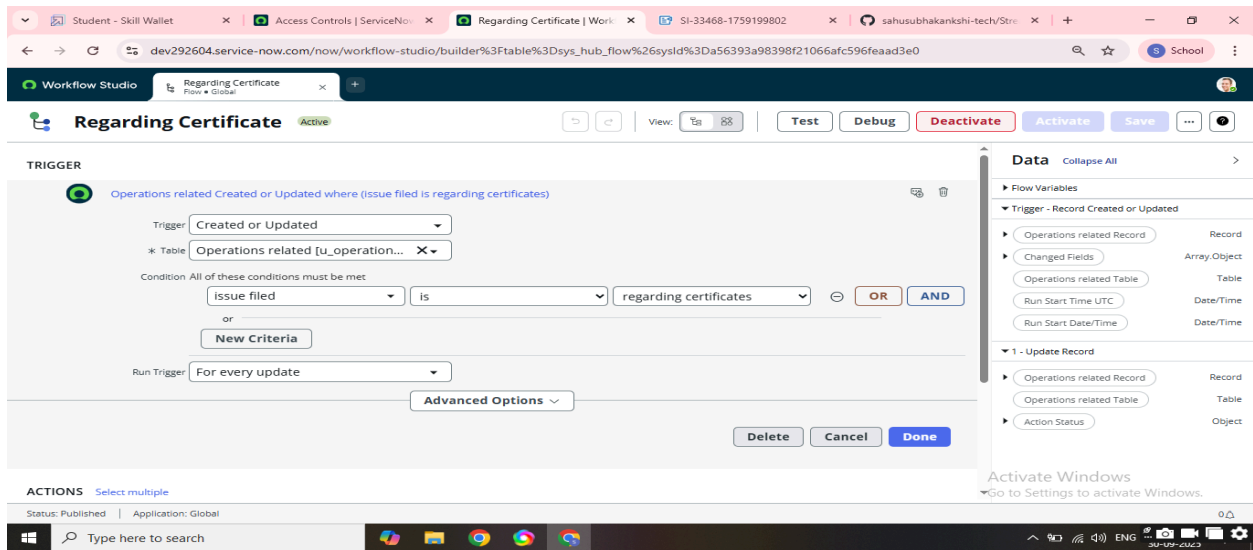 Student - Skill Wallet
Access Controls | ServiceNov
Regarding Certificate | Work
SI-33468-1759199802
sahusubhakankshi-tech/Stre
dev292604.service-now.com/now/workflow-studio/builder%3Ftable%3Dsys_hub_flow%26sysId%3Da56393a98398f21066afc596feaad3e0
S School
Workflow Studio
Regarding Certificate
Flow • Global
Regarding Certificate Active
View:
Test Debug Deactivate Activate Save ...
TRIGGER
Operations related Created or Updated where (issue filed is regarding certificates)
Trigger Created or Updated
* Table Operations related [u_operation...
Condition All of these conditions must be met
issue filed is regarding certificates OR AND
or
New Criteria
Run Trigger For every update
Advanced Options
Delete Cancel Done
ACTIONS Select multiple
Data Collapse All
Flow Variables
Trigger - Record Created or Updated
Operations related Record Record
Changed Fields Array.Object
Operations related Table Table
Run Start Time UTC Date/Time
Run Start Date/Time Date/Time
1 - Update Record
Operations related Record Record
Operations related Table Table
Action Status Object
Activate Windows
Go to Settings to activate Windows.
Status: Published | Application: Global
0
Type here to search
ENG
30-09-2025